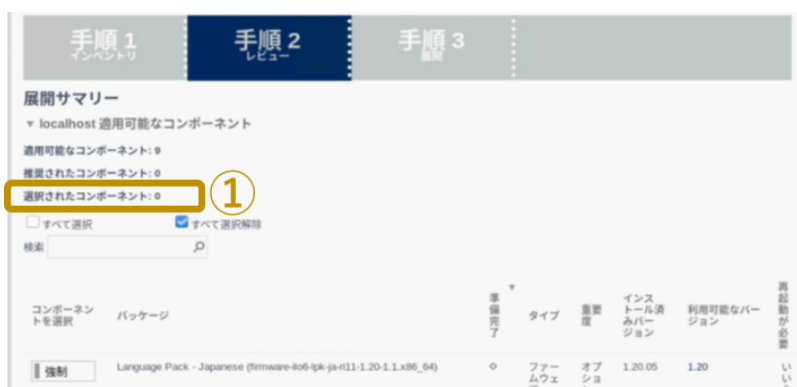 手順 1
インベントリ
手順 2
レビュー
手順 3
展開
展開サマリー
▼ localhost 適用可能なコンポーネント
適用可能なコンポーネント: 9
推奨されたコンポーネント: 0
選択されたコンポーネント: 0
①
すべて選択
すべて選択解除
検索
コンポーネン
トを選択
パッケージ
準備完了
タイプ
重要
度
インス
トール済
みバー
ジョン
利用可能なバー
ジョン
再起動が必要
強制
Language Pack - Japanese (firmware-ilo6-lpk-ja-ri11-1.20-1.1.x86_64)
ファー
ムウェ
オプ
ショ
1.20.05
1.20
いい